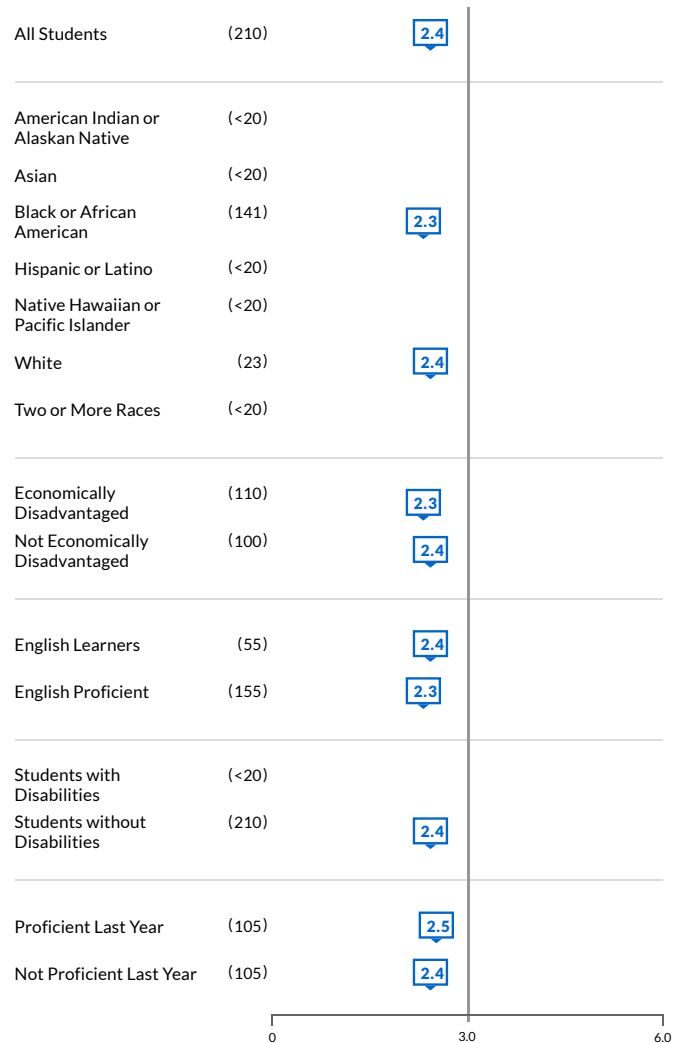 All Students (210) 2.4
American Indian or (<20)
Alaskan Native
Asian (<20)
Black or African (141) 2.3
American
Hispanic or Latino (<20)
Native Hawaiian or (<20)
Pacific Islander
White (23) 2.4
Two or More Races (<20)
Economically (110) 2.3
Disadvantaged
Not Economically (100) 2.4
Disadvantaged
English Learners (55) 2.4
English Proficient (155) 2.3
Students with (<20)
Disabilities
Students without (210) 2.4
Disabilities
Proficient Last Year (105) 2.5
Not Proficient Last Year (105) 2.4
0 3.0 6.0